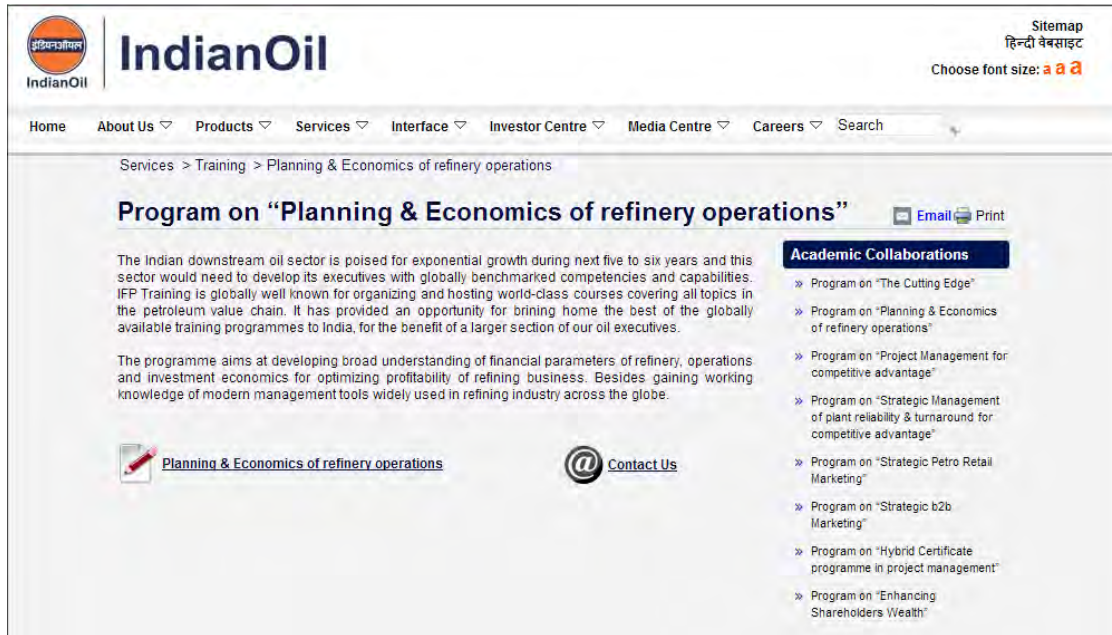 इंडियनऑयल
IndianOil
IndianOil
Sitemap
हिन्दी वेबसाइट
Choose font size: a a a
Home About Us Products Services Interface Investor Centre Media Centre Careers Search
Services > Training > Planning & Economics of refinery operations
Program on “Planning & Economics of refinery operations”
Email Print
The Indian downstream oil sector is poised for exponential growth during next five to six years and this
sector would need to develop its executives with globally benchmarked competencies and capabilities.
IFP Training is globally well known for organizing and hosting world-class courses covering all topics in
the petroleum value chain. It has provided an opportunity for brining home the best of the globally
available training programmes to India, for the benefit of a larger section of our oil executives.
The programme aims at developing broad understanding of financial parameters of refinery, operations
and investment economics for optimizing profitability of refining business. Besides gaining working
knowledge of modern management tools widely used in refining industry across the globe.
Planning & Economics of refinery operations
@ Contact Us
Academic Collaborations
» Program on “The Cutting Edge”
» Program on “Planning & Economics
of refinery operations”
» Program on “Project Management for
competitive advantage”
» Program on “Strategic Management
of plant reliability & turnaround for
competitive advantage”
» Program on “Strategic Petro Retail
Marketing”
» Program on “Strategic b2b
Marketing”
» Program on “Hybrid Certificate
programme in project management”
» Program on “Enhancing
Shareholders Wealth”